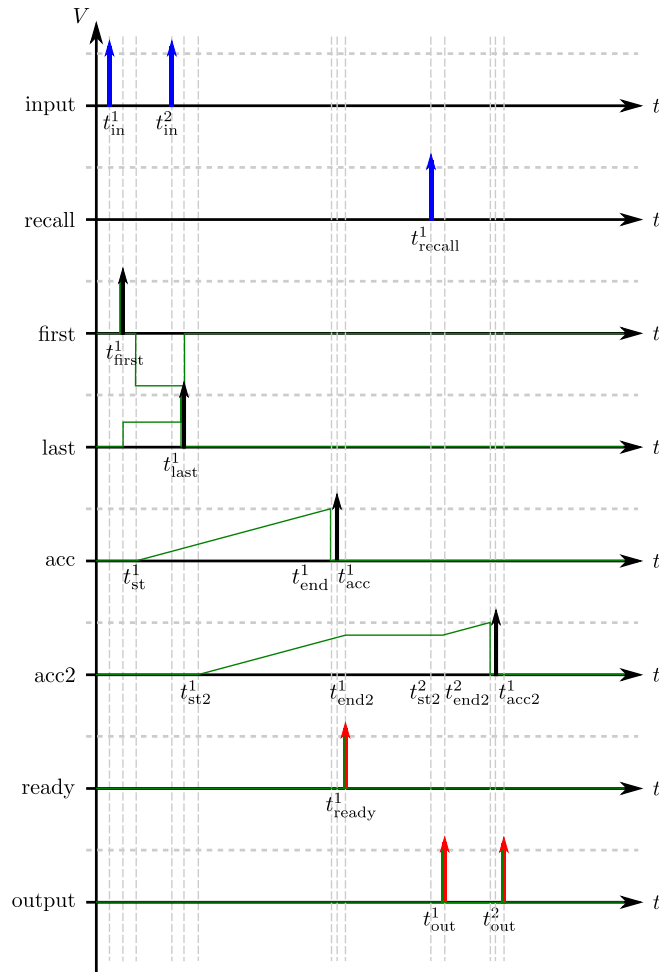 V
input t
t_in^1 t_in^2
recall t
t_recall^1
first t
t_first^1
last t
t_last^1
acc t
t_st^1 t_end^1 t_acc^1
acc2 t
t_st2^1 t_end2^1 t_st2^2 t_end2^2 t_acc2^1
ready t
t_ready^1
output t
t_out^1 t_out^2